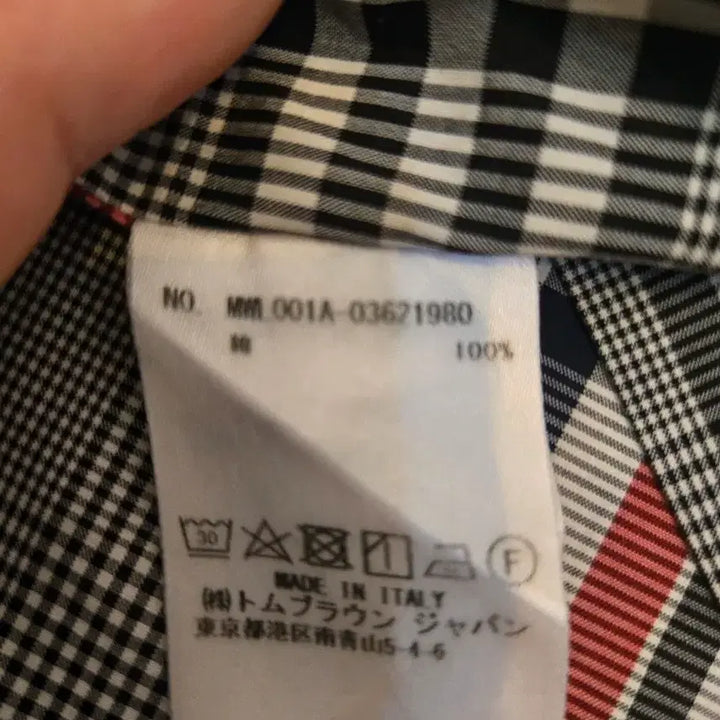 NO. MWL001A-03621980
綿 100%
30
F
MADE IN ITALY
㈱トムブラウン ジャパン
東京都港区南青山5-4-6